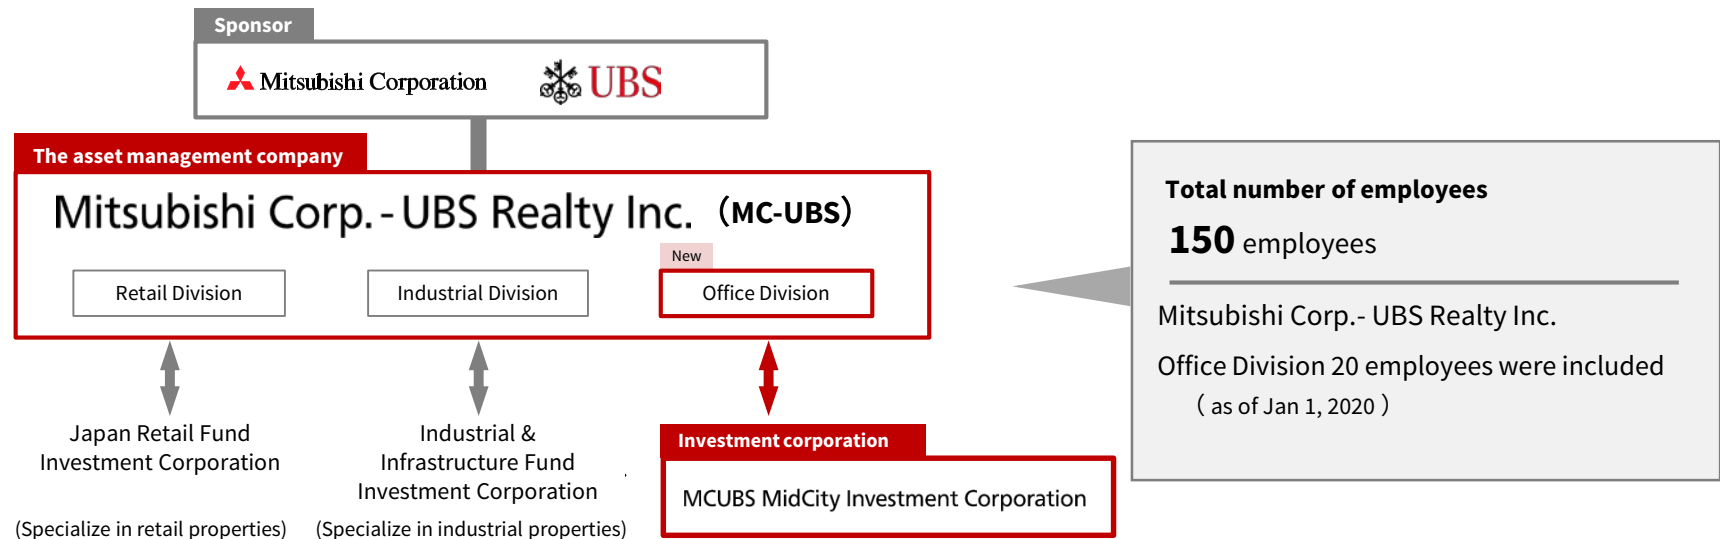 Sponsor
Mitsubishi Corporation
UBS
The asset management company
Mitsubishi Corp. - UBS Realty Inc. （MC-UBS）
New
Retail Division
Industrial Division
Office Division
Japan Retail Fund
Investment Corporation
(Specialize in retail properties)
Industrial &
Infrastructure Fund
Investment Corporation
(Specialize in industrial properties)
Investment corporation
MCUBS MidCity Investment Corporation
Total number of employees
150 employees
Mitsubishi Corp.- UBS Realty Inc.
Office Division 20 employees were included
（ as of Jan 1, 2020 ）